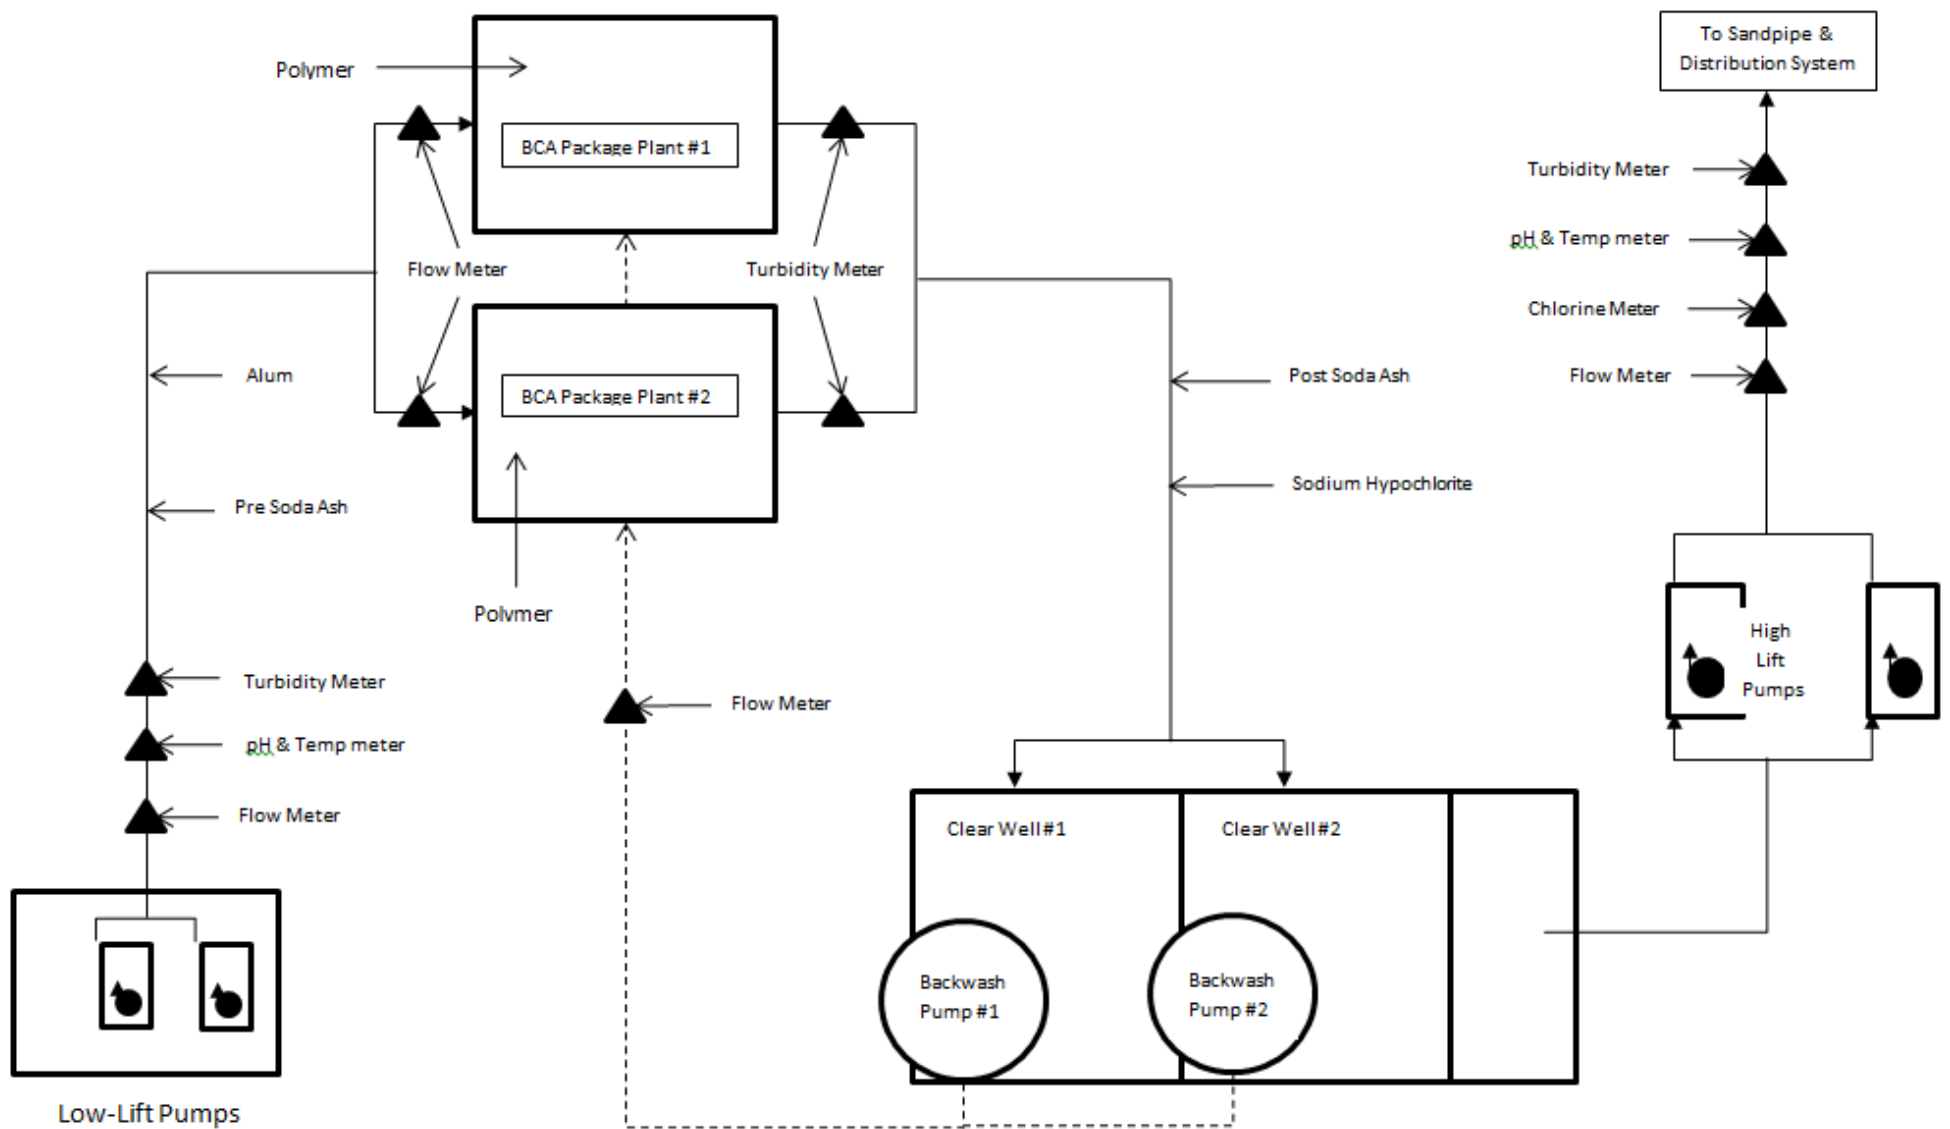 To Sandpipe &
Distribution System
Polymer
BCA Package Plant #1
Turbidity Meter
pH & Temp meter
Flow Meter
Turbidity Meter
Chlorine Meter
Alum
BCA Package Plant #2
Post Soda Ash
Flow Meter
Pre Soda Ash
Sodium Hypochlorite
Polymer
High
Lift
Pumps
Turbidity Meter
Flow Meter
pH & Temp meter
Flow Meter
Clear Well #1
Clear Well #2
Backwash
Pump #1
Backwash
Pump #2
Low-Lift Pumps